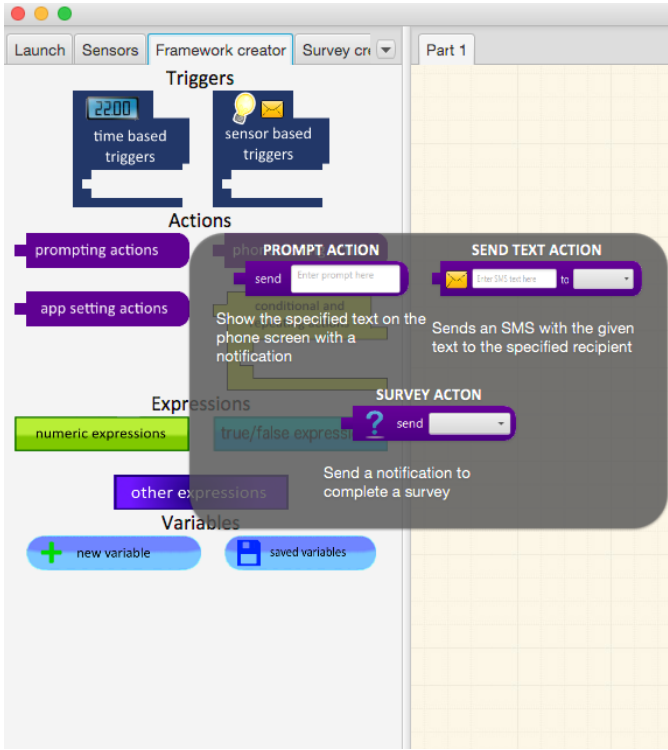 Launch
Sensors
Framework creator
Survey cre
Part 1
Triggers
2200
time based
triggers
sensor based
triggers
Actions
prompting actions
app setting actions
conditional and
PROMPT ACTION
send
Enter prompt here
Show the specified text on the
phone screen with a
notification
SEND TEXT ACTION
Enter SMS text here
to
Sends an SMS with the given
text to the specified recipient
SURVEY ACTON
?
send
Send a notification to
complete a survey
Expressions
numeric expressions
true/false express
other expressions
Variables
new variable
saved variables